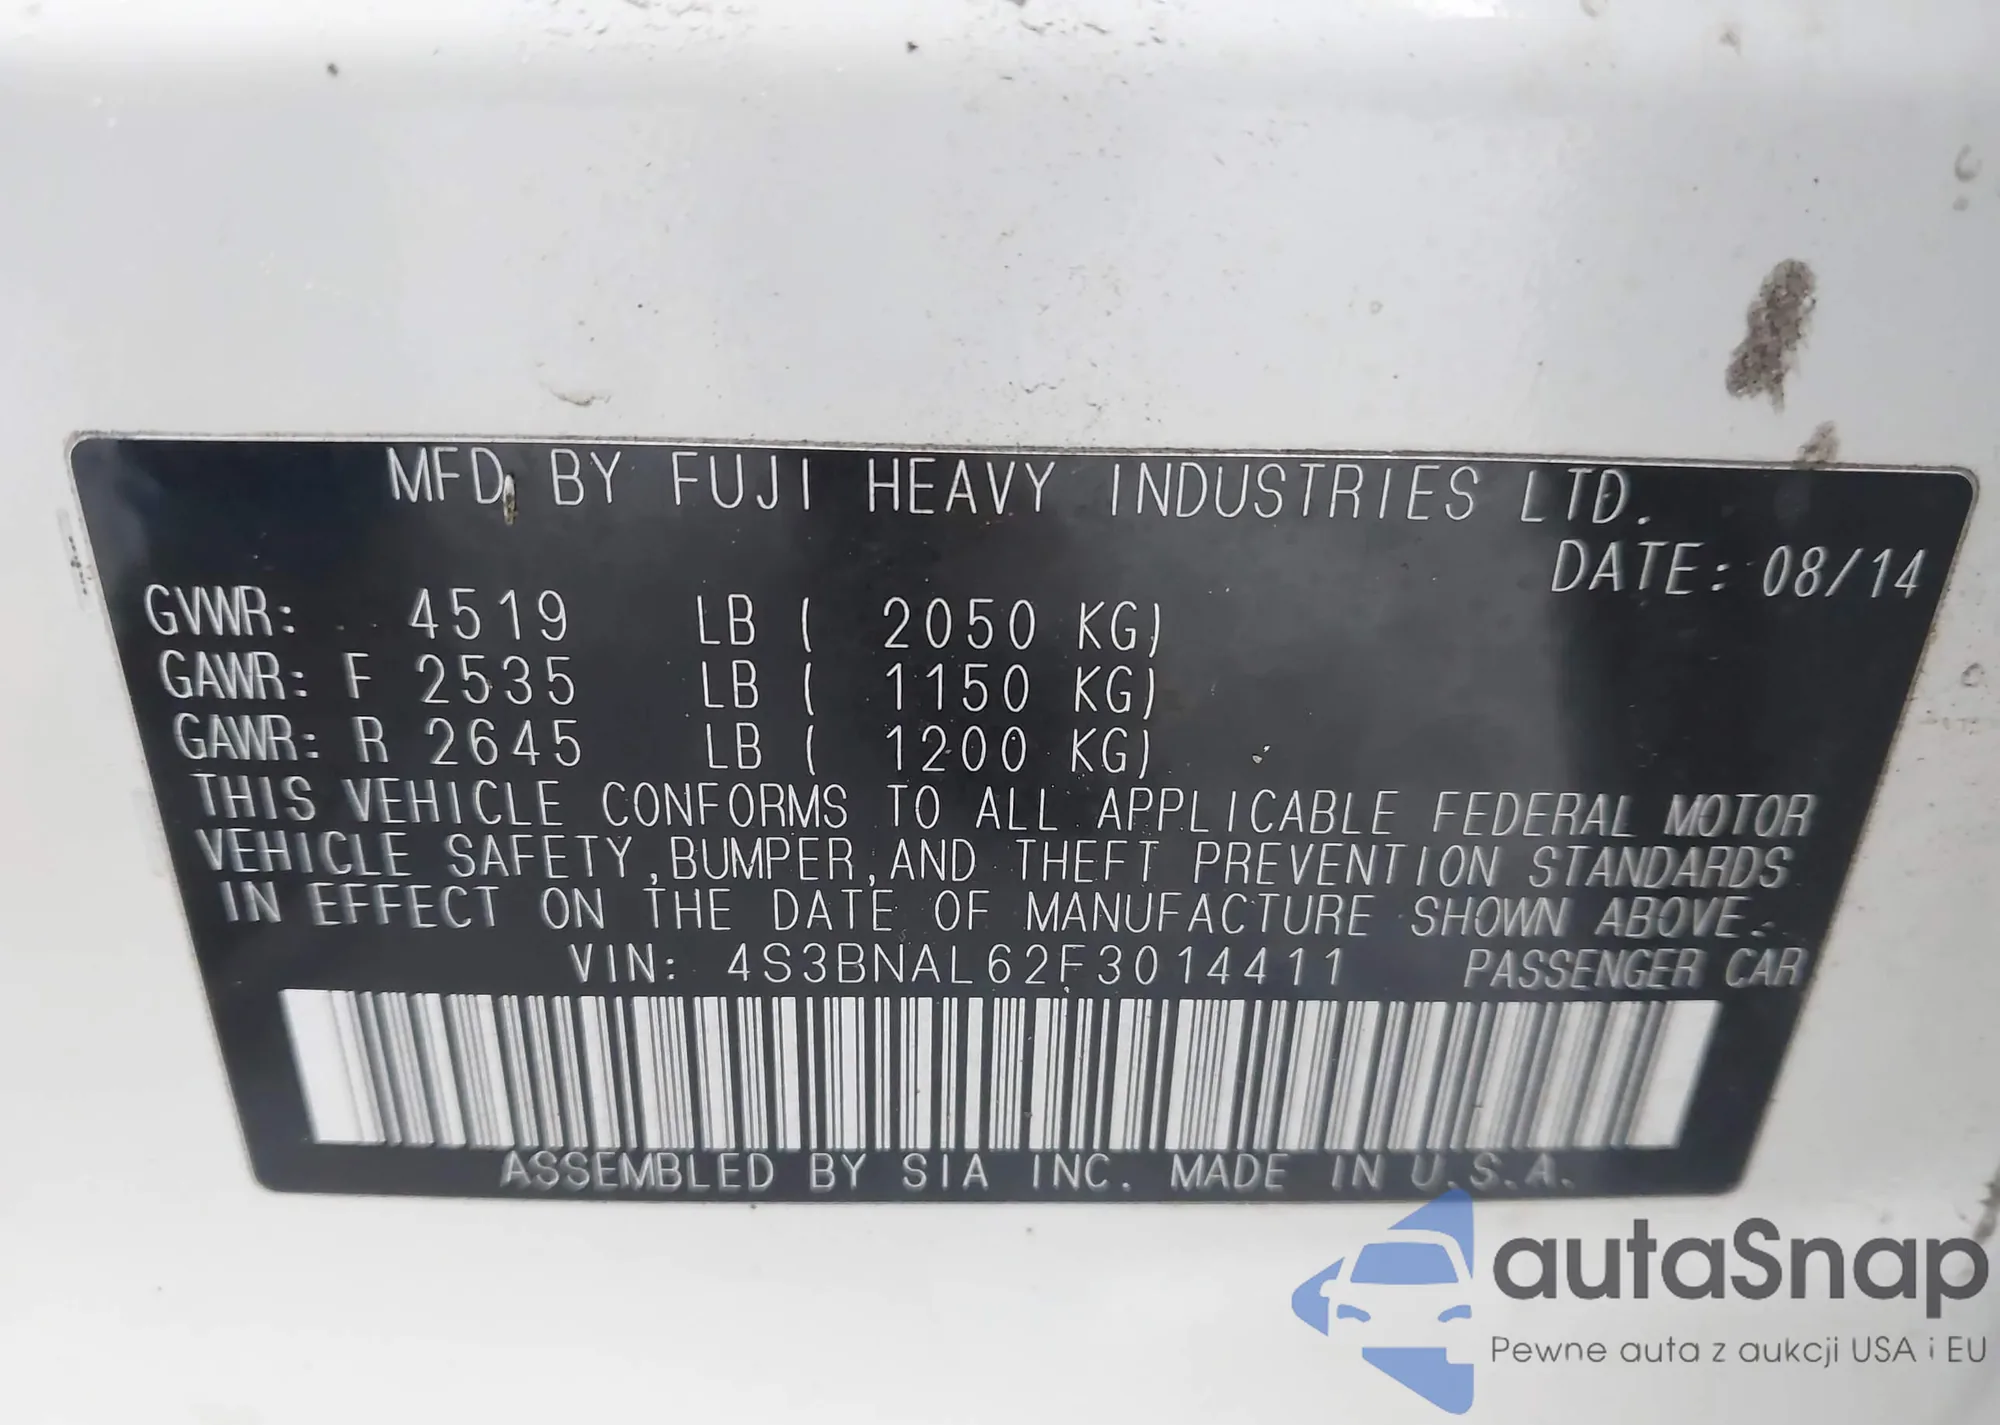 MFD, BY FUJI HEAVY INDUSTRIES LTD.
DATE: 08/14
GVWR: 4519 LB ( 2050 KG)
GAWR: F 2535 LB ( 1150 KG)
GAWR: R 2645 LB ( 1200 KG)
THIS VEHICLE CONFORMS TO ALL APPLICABLE FEDERAL MOTOR
VEHICLE SAFETY,BUMPER,AND THEFT PREVENTION STANDARDS
IN EFFECT ON THE DATE OF MANUFACTURE SHOWN ABOVE.
VIN: 4S3BNAL62F3014411 PASSENGER CAR
ASSEMBLED BY SIA INC. MADE IN U.S.A.
autaSnap
Pewne auta z aukcji USA i EU